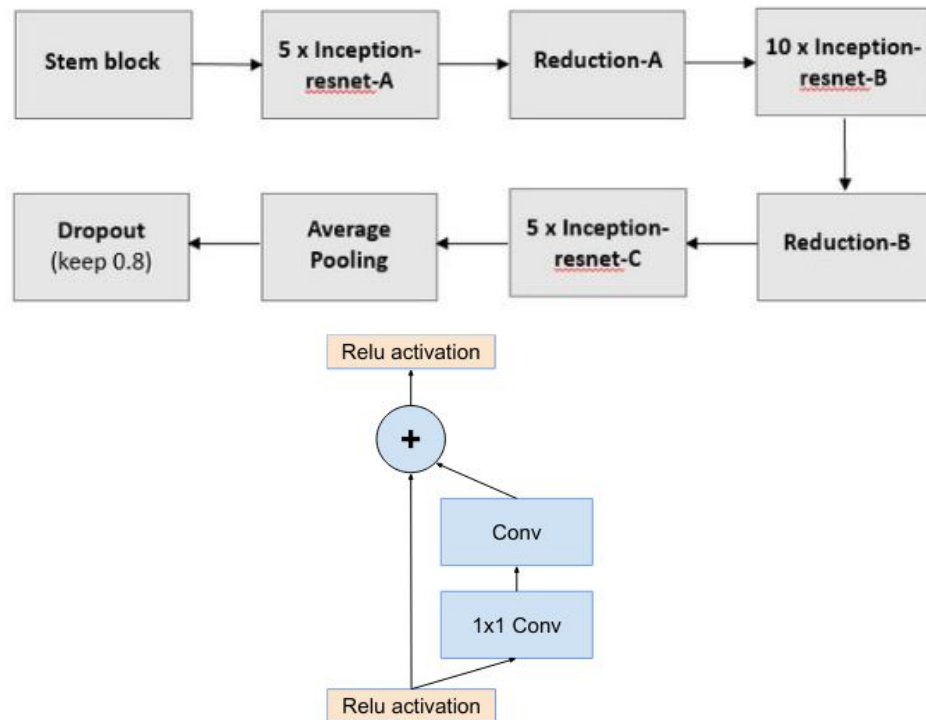 Stem block
5 x Inception-
resnet-A
Reduction-A
10 x Inception-
resnet-B
Reduction-B
5 x Inception-
resnet-C
Average
Pooling
Dropout
(keep 0.8)
Relu activation
+
Conv
1x1 Conv
Relu activation